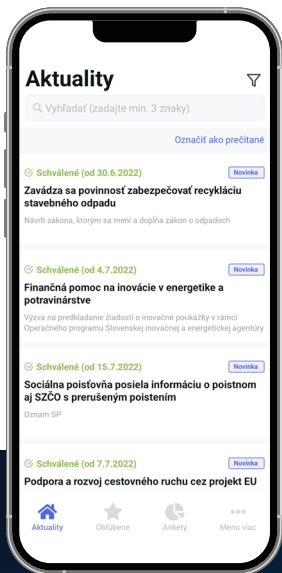 Aktuality
Vyhľadať (zadajte min. 3 znaky)
Označiť ako prečítané
Schválené (od 30.6.2022)
Novinka
Zavádza sa povinnosť zabezpečovať recykláciu
stavebného odpadu
Návrh zákona, ktorým sa mení a dopĺňa zákon o odpadoch
Schválené (od 4.7.2022)
Novinka
Finančná pomoc na inovácie v energetike a
potravinárstve
Výzva na predkladanie žiadostí o inovačné poukážky v rámci
Operačného programu Slovenskej inovačnej a energetickej agentúry
Schválené (od 15.7.2022)
Novinka
Sociálna poisťovňa posiela informáciu o poistnom
aj SZČO s prerušeným poistením
Oznam SP
Schválené (od 7.7.2022)
Novinka
Podpora a rozvoj cestovného ruchu cez projekt EU
Aktuality
Obľúbené
Ankety
Menu viac